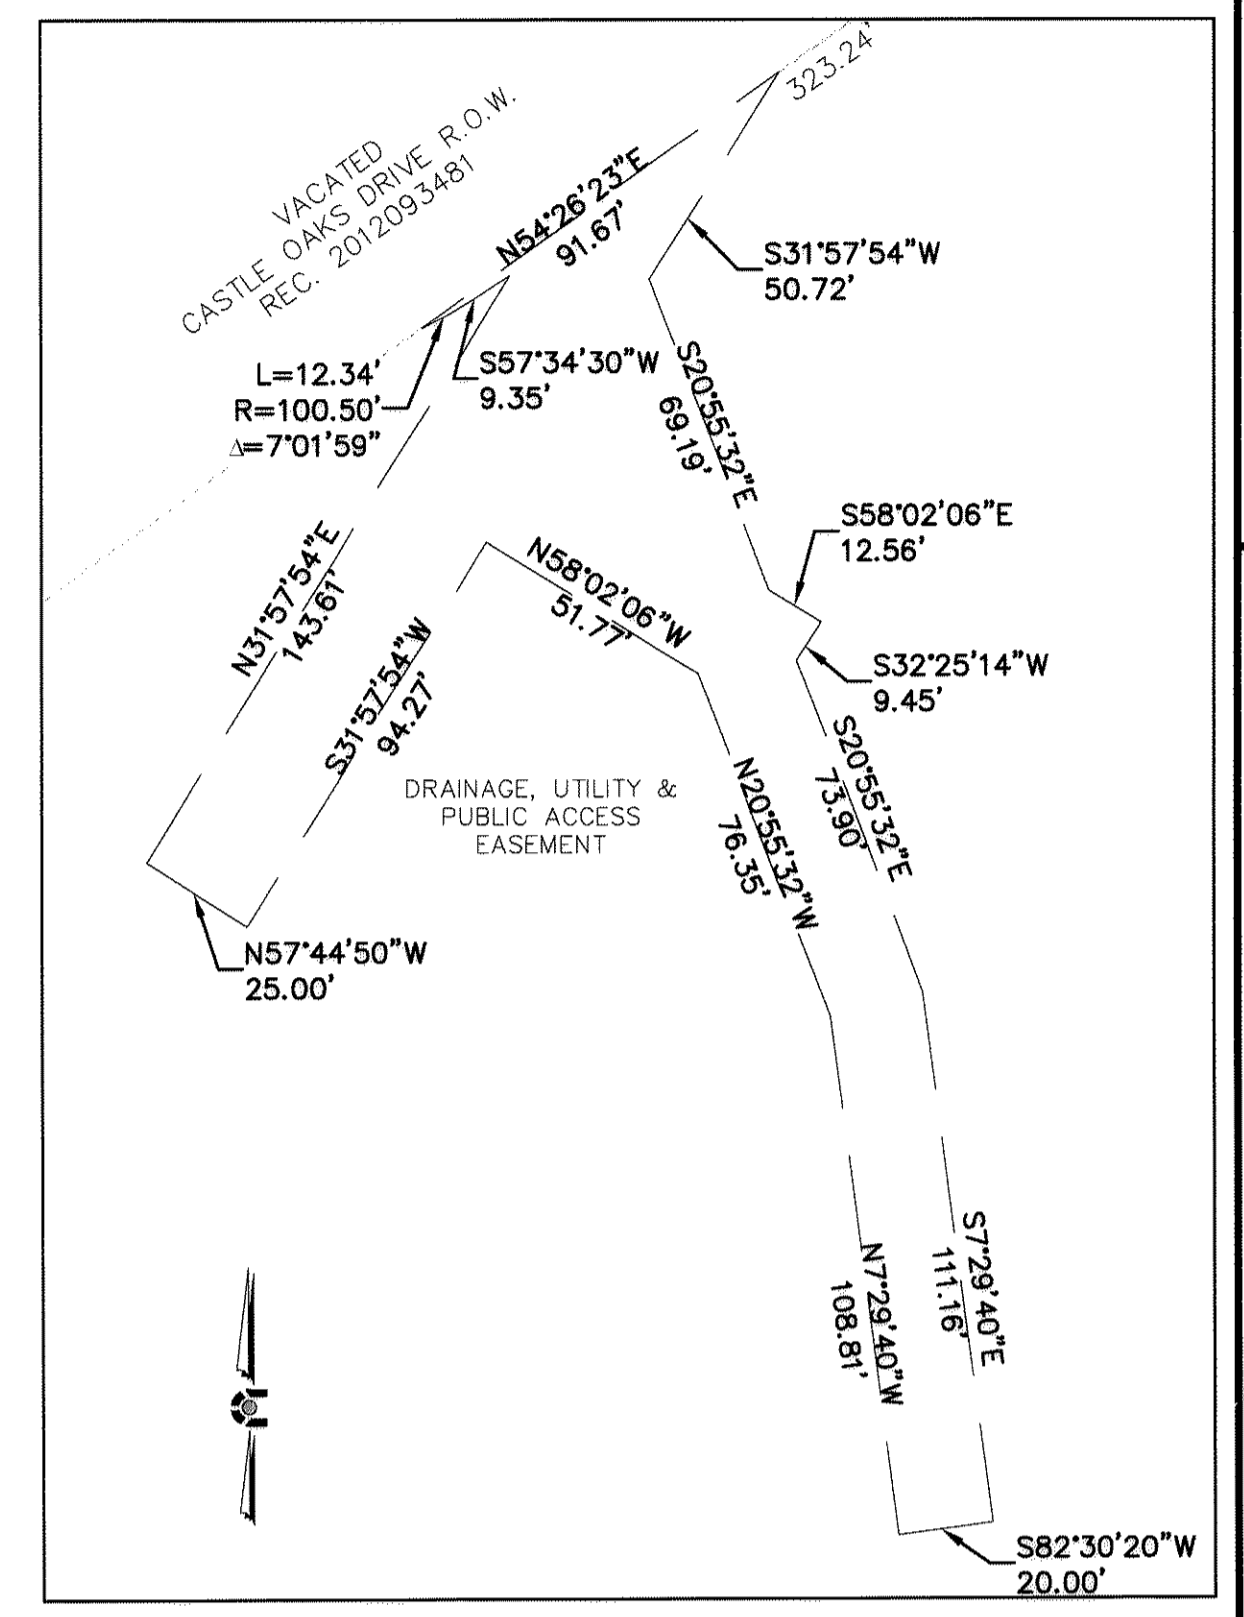 323.24'
VACATED
CASTLE OAKS DRIVE R.O.W.
REC. 2012093481
N54°26'23"E
91.67'
S31°57'54"W
50.72'
L=12.34'
R=100.50'
Δ=7°01'59"
S57°34'30"W
9.35'
S20°55'32"E
69.19'
S58°02'06"E
12.56'
N31°57'54"E
143.61'
N58°02'06"W
51.77'
S31°57'54"W
94.27'
S32°25'14"W
9.45'
DRAINAGE, UTILITY &
PUBLIC ACCESS
EASEMENT
N20°55'32"W
76.35'
S20°55'32"E
73.90'
N57°44'50"W
25.00'
S7°29'40"E
111.16'
N7°29'40"W
108.81'
S82°30'20"W
20.00'